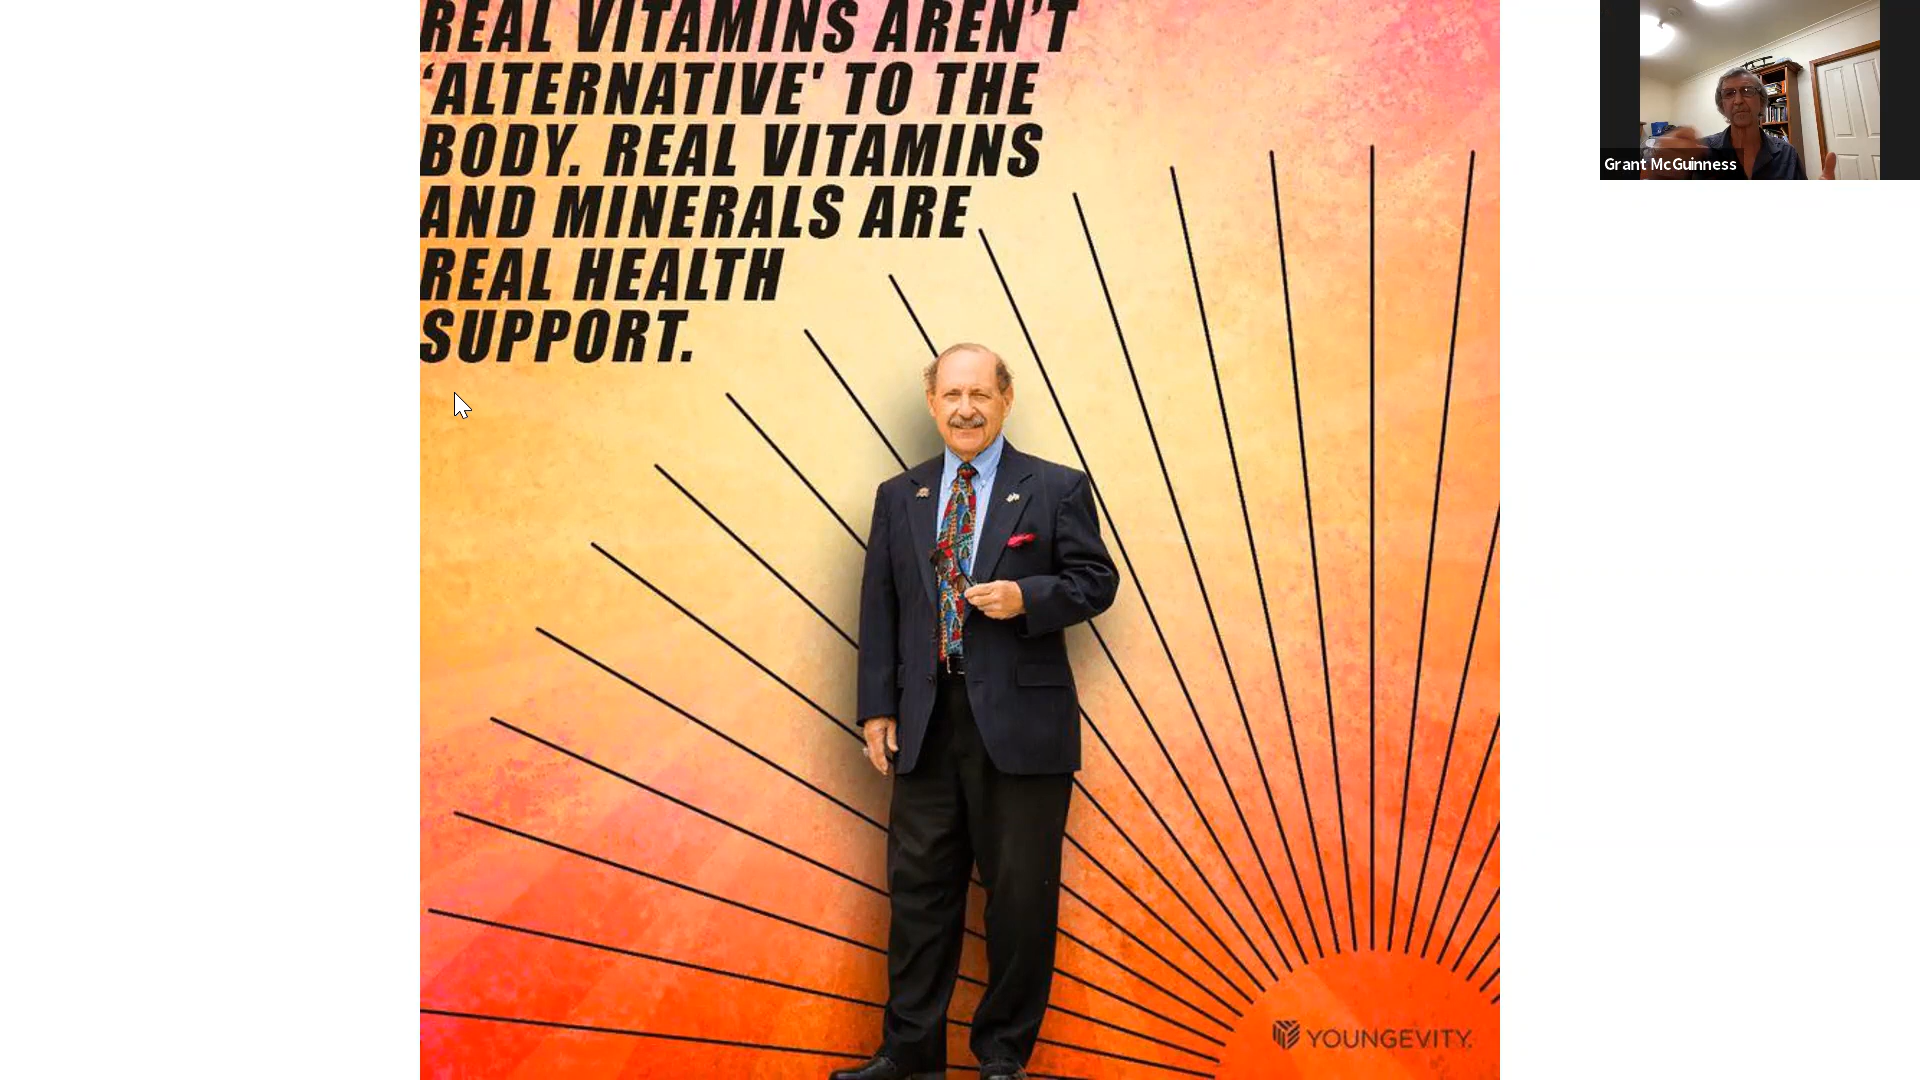 REAL VITAMINS AREN’T
‘ALTERNATIVE' TO THE
BODY. REAL VITAMINS
AND MINERALS ARE
REAL HEALTH
SUPPORT.
Grant McGuinness
YOUNGEVITY.